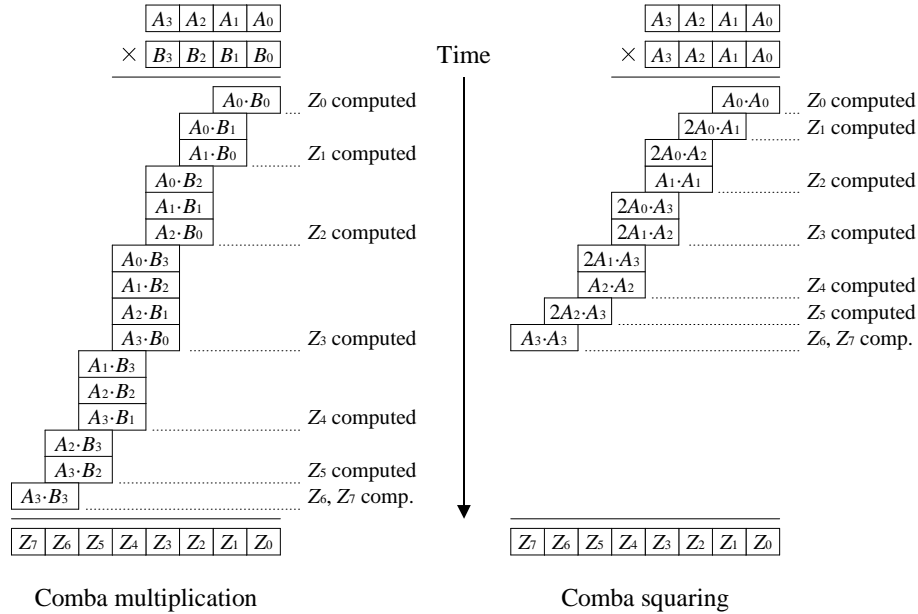 A3 A2 A1 A0
× B3 B2 B1 B0
A0·B0 Z0 computed
A0·B1
A1·B0 Z1 computed
A0·B2
A1·B1
A2·B0 Z2 computed
A0·B3
A1·B2
A2·B1
A3·B0 Z3 computed
A1·B3
A2·B2
A3·B1 Z4 computed
A2·B3
A3·B2 Z5 computed
A3·B3 Z6, Z7 comp.
Z7 Z6 Z5 Z4 Z3 Z2 Z1 Z0
Comba multiplication
Time
A3 A2 A1 A0
× A3 A2 A1 A0
A0·A0 Z0 computed
2A0·A1 Z1 computed
2A0·A2
A1·A1 Z2 computed
2A0·A3
2A1·A2 Z3 computed
2A1·A3
A2·A2 Z4 computed
2A2·A3 Z5 computed
A3·A3 Z6, Z7 comp.
Z7 Z6 Z5 Z4 Z3 Z2 Z1 Z0
Comba squaring